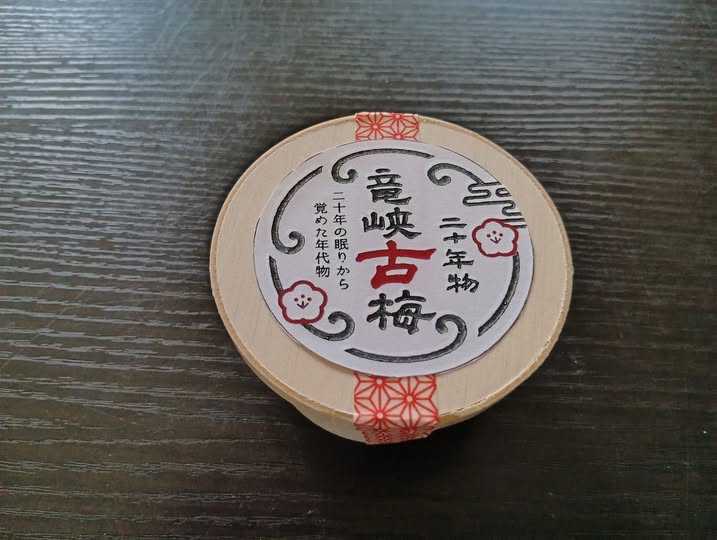 二十年物
竜峡古梅
二十年の眠りから
覚めた年代物